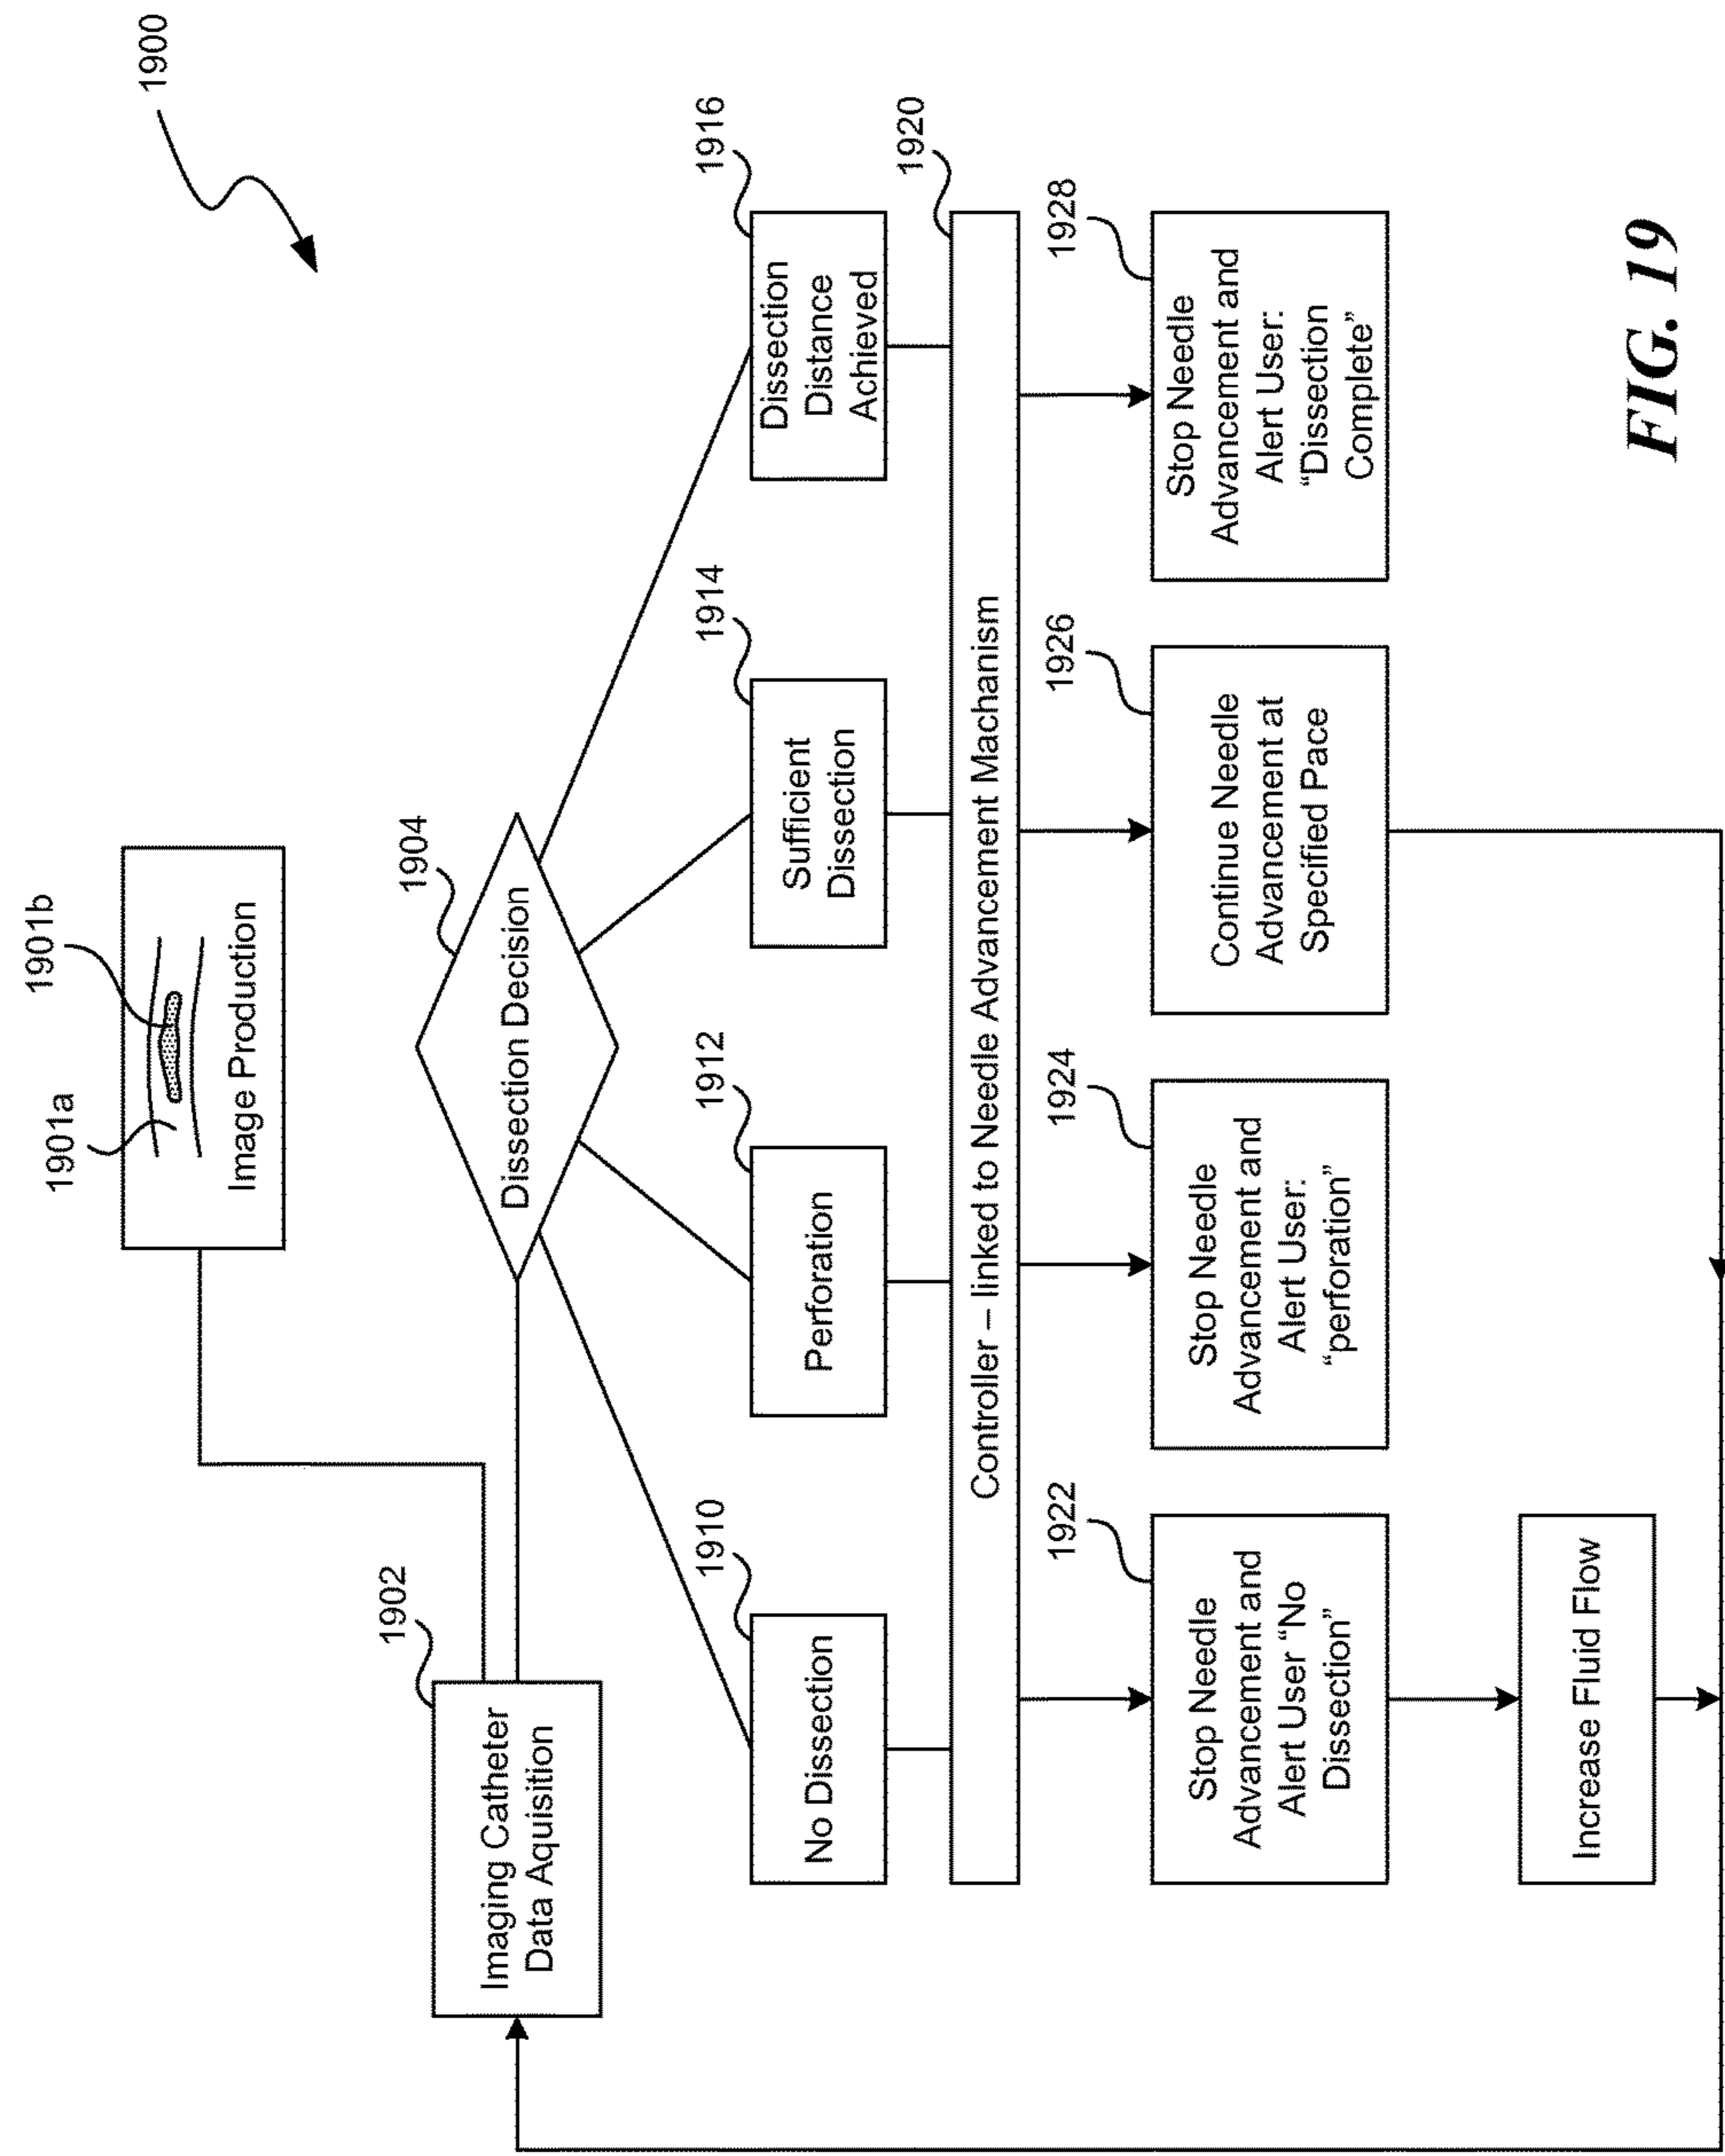 1900
1901a
1901b
Image Production
1902
Imaging Catheter
Data Aquisition
1904
Dissection Decision
1910
No Dissection
1912
Perforation
1914
Sufficient
Dissection
1916
Dissection
Distance
Achieved
1920
Controller – linked to Needle Advancement Machanism
1922
Stop Needle
Advancement and
Alert User “No
Dissection”
1924
Stop Needle
Advancement and
Alert User:
“perforation”
1926
Continue Needle
Advancement at
Specified Pace
1928
Stop Needle
Advancement and
Alert User:
“Dissection
Complete”
Increase Fluid Flow
FIG. 19